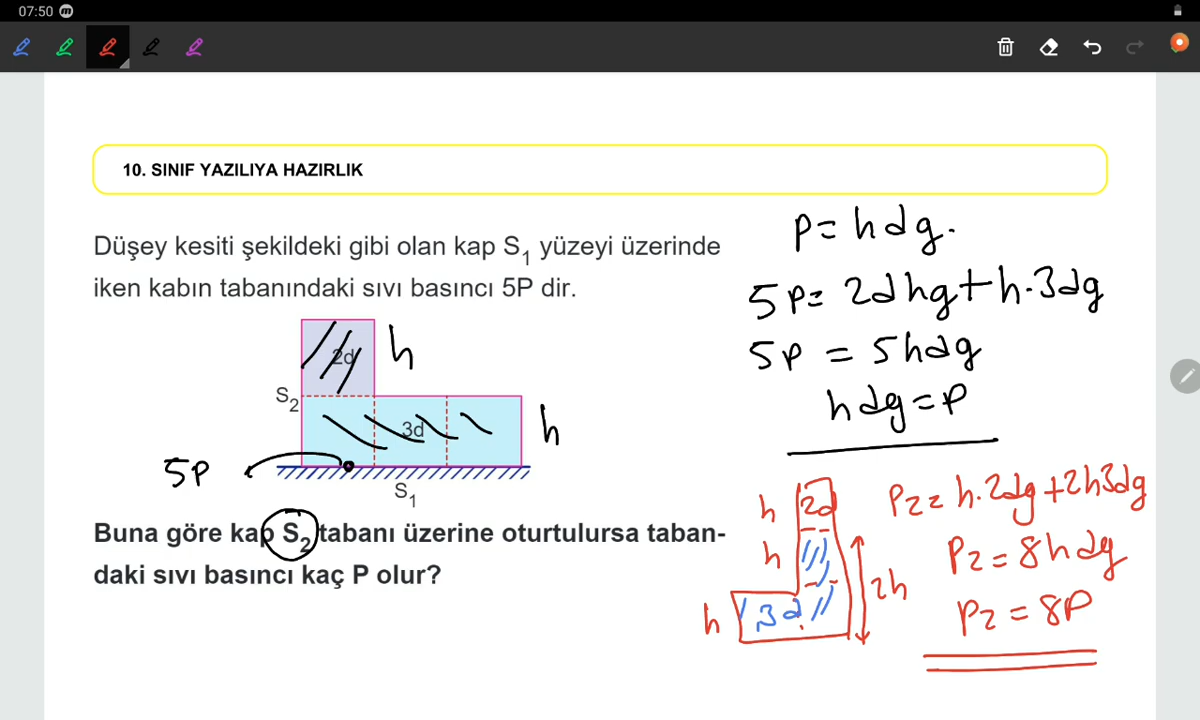 07:50
10. SINIF YAZILIYA HAZIRLIK
Düşey kesiti şekildeki gibi olan kap S₁ yüzeyi üzerinde
iken kabın tabanındaki sıvı basıncı 5P dir.
2d
h
S₂
3d
h
5P
S₁
Buna göre kap S₂ tabanı üzerine oturtulursa taban-
daki sıvı basıncı kaç P olur?
P = hdg.
5P = 2dhg + h.3dg
5P = 5hdg
hdg = P
h
2d
h
2h
h
3d
P2 = h.2dg + 2h3dg
P2 = 8hdg
P2 = 8P